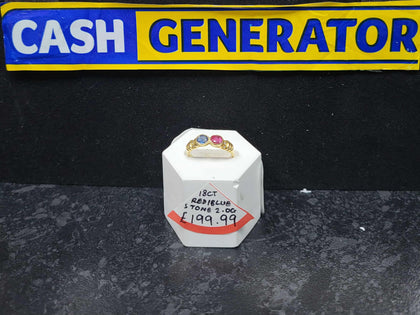 CASH GENERATOR
18CT
RED/BLUE
STONE 2.0G
£199.99